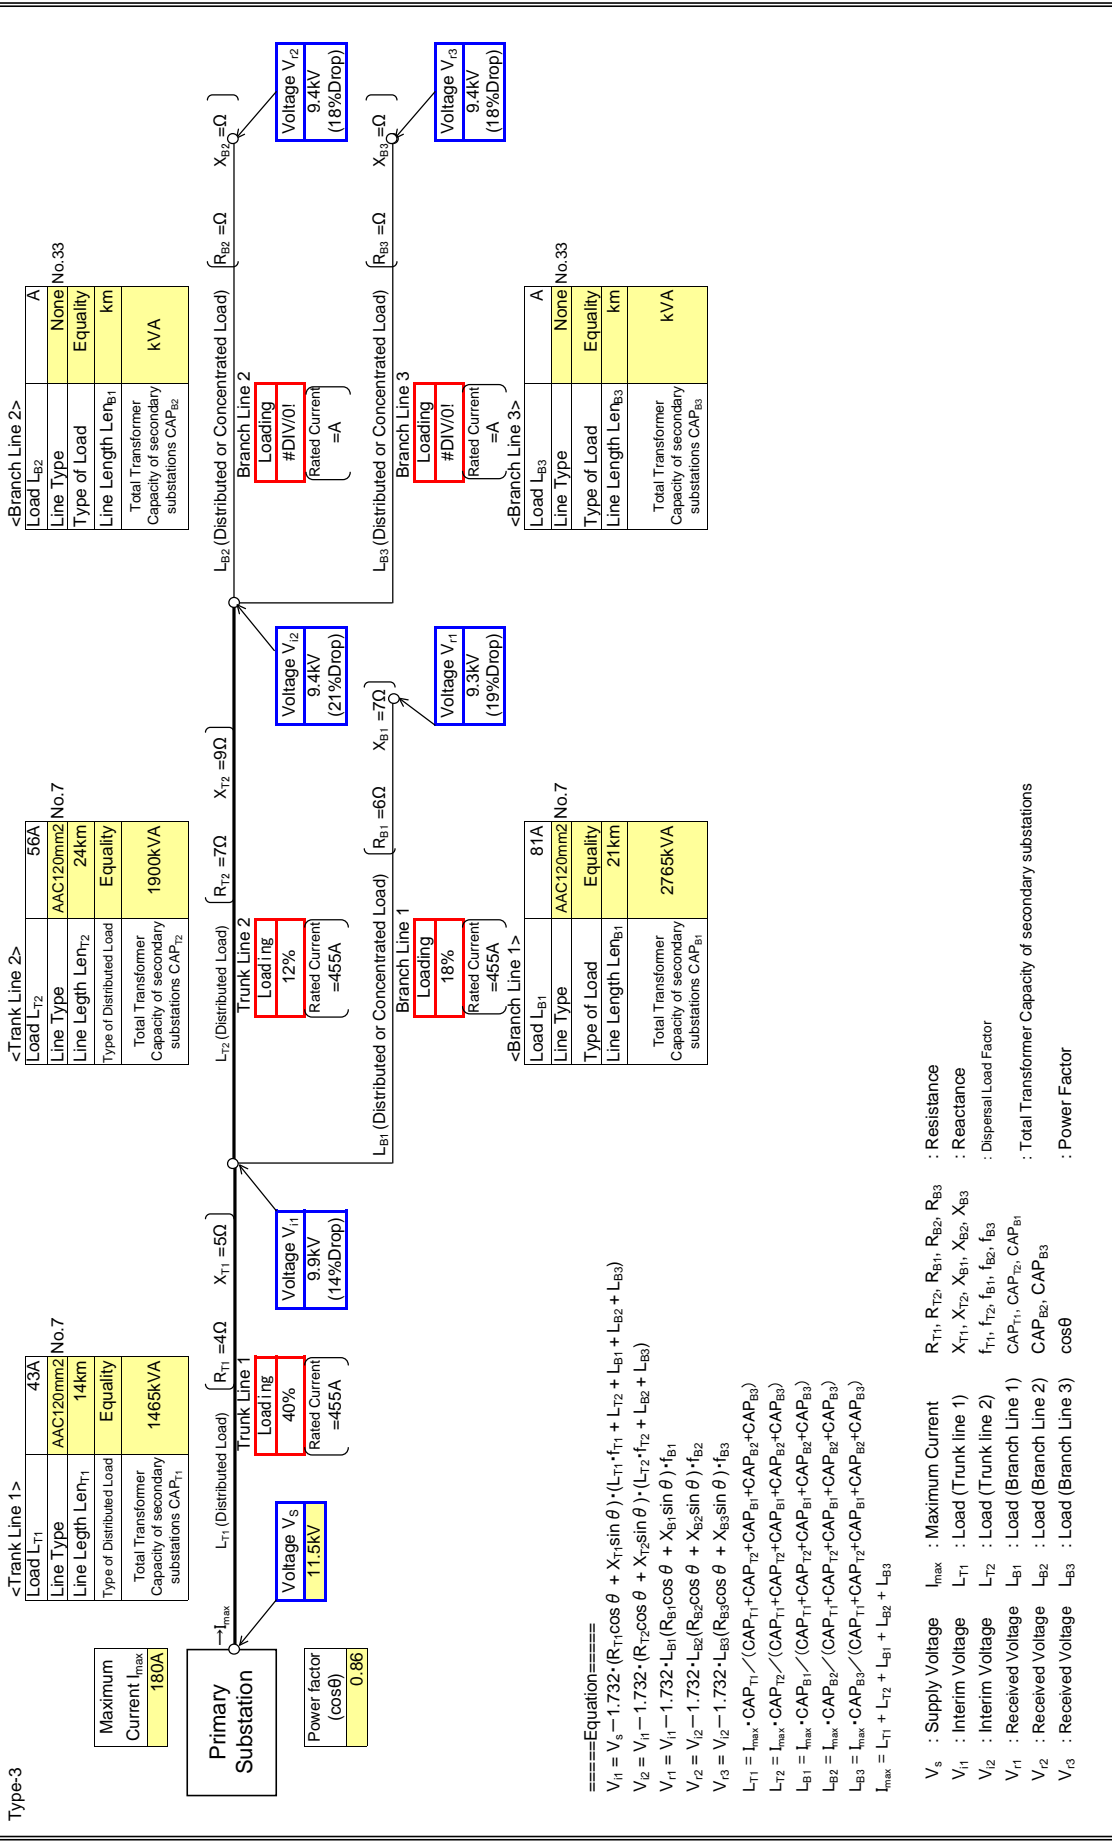 Type-3
Maximum
Current Imax
180A
Primary
Substation
Power factor
(cosθ)
0.86
→Imax
Voltage Vs
11.5kV
<Trank Line 1>
Load LT1 43A
Line Type AAC120mm2 No.7
Line Legth LenT1 14km
Type of Distributed Load Equality
Total Transformer
Capacity of secondary
substations CAPT1
1465kVA
LT1 (Distributed Load) RT1 =4Ω XT1 =5Ω
Trunk Line 1
Loading
40%
Rated Current
=455A
Voltage Vi1
9.9kV
(14%Drop)
<Trank Line 2>
Load LT2 56A
Line Type AAC120mm2 No.7
Line Legth LenT2 24km
Type of Distributed Load Equality
Total Transformer
Capacity of secondary
substations CAPT2
1900kVA
LT2 (Distributed Load) RT2 =7Ω XT2 =9Ω
Trunk Line 2
Loading
12%
Rated Current
=455A
Voltage Vi2
9.4kV
(21%Drop)
LB1 (Distributed or Concentrated Load) RB1 =6Ω XB1 =7Ω
Branch Line 1
Loading
18%
Rated Current
=455A
Voltage Vr1
9.3kV
(19%Drop)
<Branch Line 1>
Load LB1 81A
Line Type AAC120mm2 No.7
Type of Load Equality
Line Length LenB1 21km
Total Transformer
Capacity of secondary
substations CAPB1
2765kVA
<Branch Line 2>
Load LB2 A
Line Type None No.33
Type of Load Equality
Line Length LenB1 km
Total Transformer
Capacity of secondary
substations CAPB2
kVA
LB2 (Distributed or Concentrated Load) RB2 =Ω XB2 =Ω
Branch Line 2
Loading
#DIV/0!
Rated Current
=A
Voltage Vr2
9.4kV
(18%Drop)
LB3 (Distributed or Concentrated Load) RB3 =Ω XB3 =Ω
Branch Line 3
Loading
#DIV/0!
Rated Current
=A
Voltage Vr3
9.4kV
(18%Drop)
<Branch Line 3>
Load LB3 A
Line Type None No.33
Type of Load Equality
Line Length LenB3 km
Total Transformer
Capacity of secondary
substations CAPB3
kVA
=====Equation=====
Vi1 = Vs－1.732・(RT1cos θ + XT1sin θ)・(LT1・fT1 + LT2 + LB1 + LB2 + LB3)
Vi2 = Vi1－1.732・(RT2cos θ + XT2sin θ)・(LT2・fT2 + LB2 + LB3)
Vr1 = Vi1－1.732・LB1(RB1cos θ + XB1sin θ)・fB1
Vr2 = Vi2－1.732・LB2(RB2cos θ + XB2sin θ)・fB2
Vr3 = Vi2－1.732・LB3(RB3cos θ + XB3sin θ)・fB3
LT1 = Imax・CAPT1／(CAPT1+CAPT2+CAPB1+CAPB2+CAPB3)
LT2 = Imax・CAPT2／(CAPT1+CAPT2+CAPB1+CAPB2+CAPB3)
LB1 = Imax・CAPB1／(CAPT1+CAPT2+CAPB1+CAPB2+CAPB3)
LB2 = Imax・CAPB2／(CAPT1+CAPT2+CAPB1+CAPB2+CAPB3)
LB3 = Imax・CAPB3／(CAPT1+CAPT2+CAPB1+CAPB2+CAPB3)
Imax = LT1 + LT2 + LB1 + LB2 + LB3
Vs : Supply Voltage Imax : Maximum Current RT1, RT2, RB1, RB2, RB3 : Resistance
Vi1 : Interim Voltage LT1 : Load (Trunk line 1) XT1, XT2, XB1, XB2, XB3 : Reactance
Vi2 : Interim Voltage LT2 : Load (Trunk line 2) fT1, fT2, fB1, fB2, fB3 : Dispersal Load Factor
Vr1 : Received Voltage LB1 : Load (Branch Line 1) CAPT1, CAPT2, CAPB1 : Total Transformer Capacity of secondary substations
Vr2 : Received Voltage LB2 : Load (Branch Line 2) CAPB2, CAPB3
Vr3 : Received Voltage LB3 : Load (Branch Line 3) cosθ : Power Factor